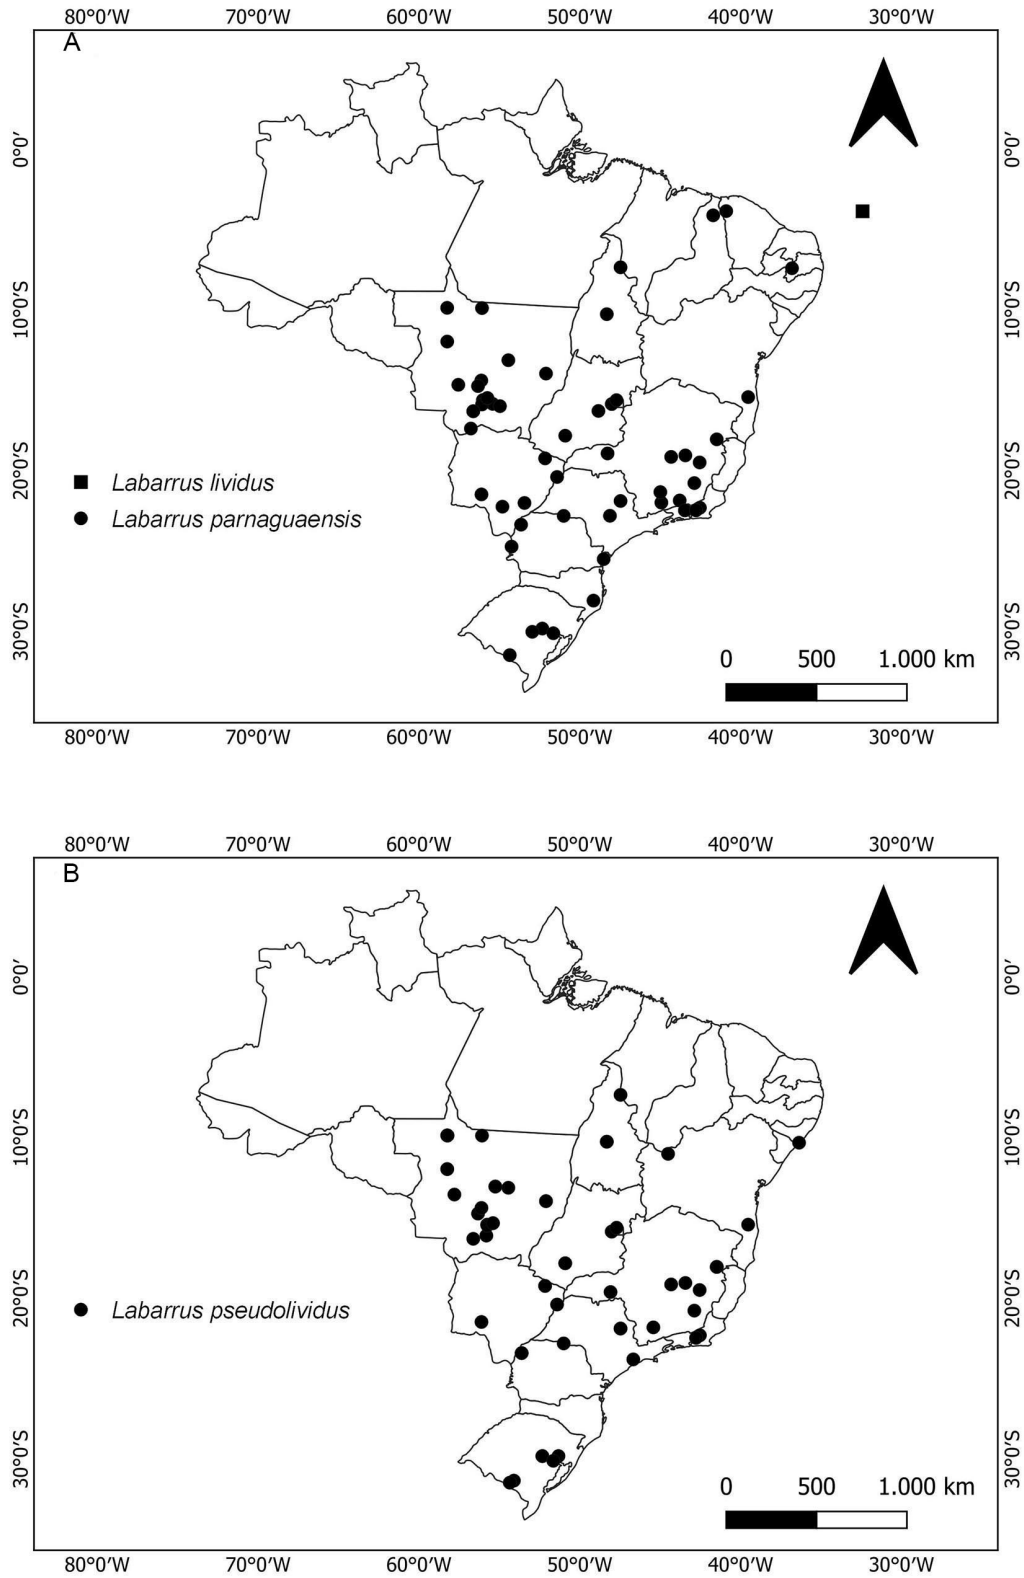 80°0′W 70°0′W 60°0′W 50°0′W 40°0′W 30°0′W
A
0°0′ 0°0′
10°0′S 10°0′S
20°0′S 20°0′S
Labarrus lividus
Labarrus parnaguaensis
30°0′S 30°0′S
0 500 1.000 km
80°0′W 70°0′W 60°0′W 50°0′W 40°0′W 30°0′W
80°0′W 70°0′W 60°0′W 50°0′W 40°0′W 30°0′W
B
0°0′ 0°0′
10°0′S 10°0′S
20°0′S 20°0′S
Labarrus pseudolividus
30°0′S 30°0′S
0 500 1.000 km
80°0′W 70°0′W 60°0′W 50°0′W 40°0′W 30°0′W